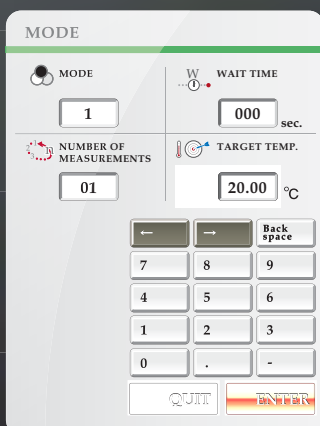 MODE
MODE
1
W
WAIT TIME
000 sec.
NUMBER OF
MEASUREMENTS
01
TARGET TEMP.
20.00 °C
← → Back
space
7 8 9
4 5 6
1 2 3
0 . -
QUIT ENTER